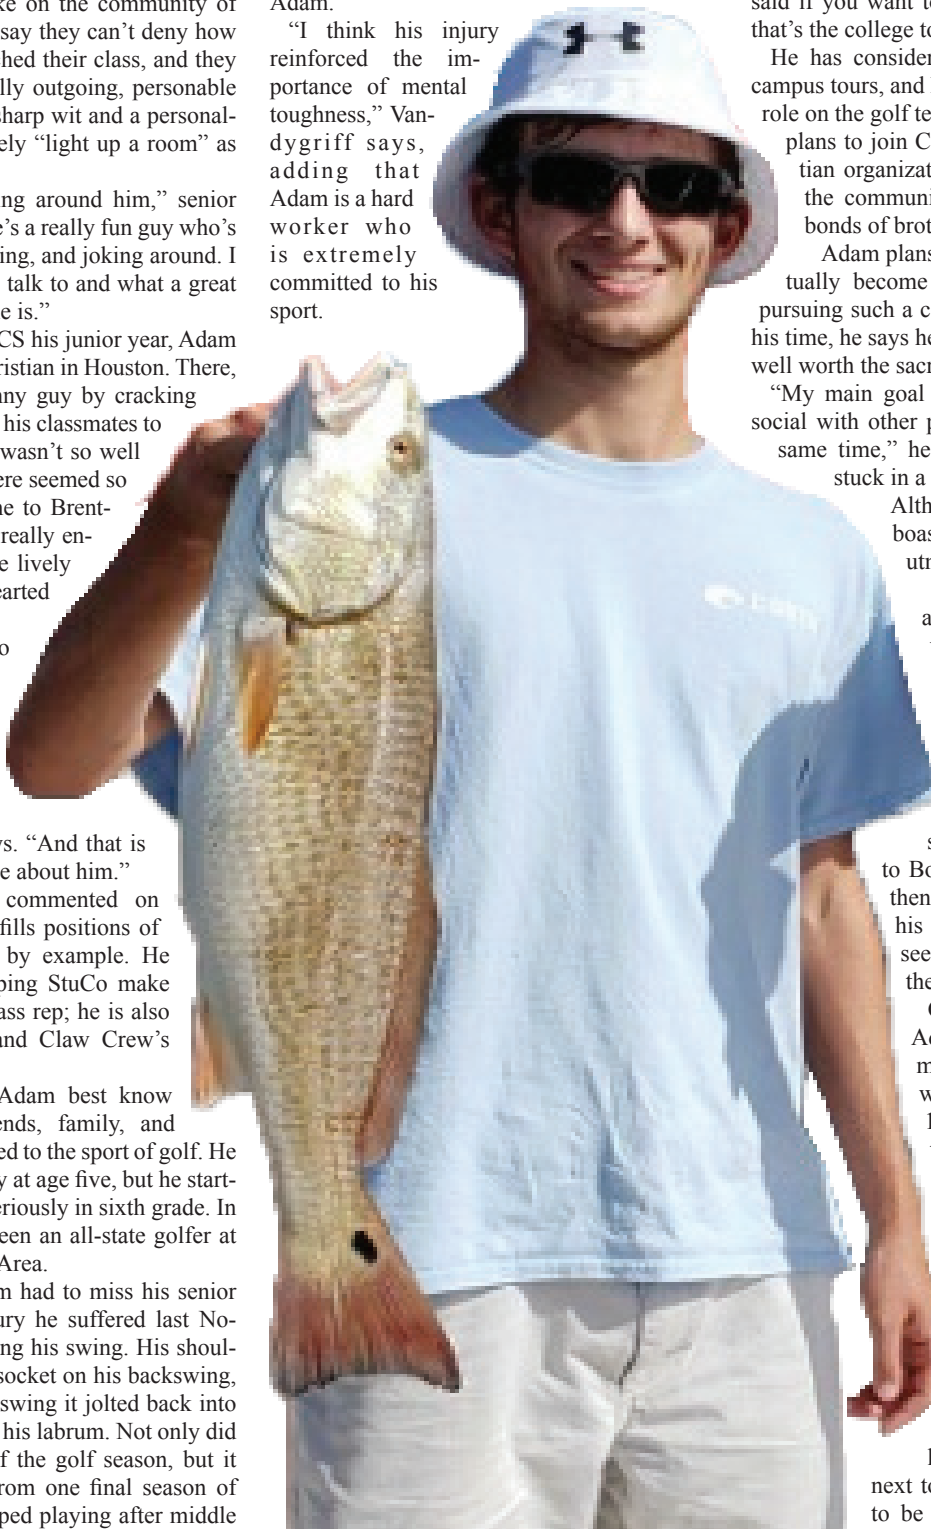 ke on the community of
say they can’t deny how
hed their class, and they
lly outgoing, personable
sharp wit and a personal-
ely “light up a room” as
ng around him,” senior
e’s a really fun guy who’s
ing, and joking around. I
talk to and what a great
e is.”
CS his junior year, Adam
ristian in Houston. There,
nny guy by cracking
his classmates to
wasn’t so well
ere seemed so
ne to Brent-
really en-
e lively
earted
o
ys. “And that is
e about him.”
commented on
fills positions of
by example. He
ping StuCo make
ass rep; he is also
and Claw Crew’s
Adam best know
ends, family, and
ed to the sport of golf. He
y at age five, but he start-
eriously in sixth grade. In
een an all-state golfer at
Area.
m had to miss his senior
ury he suffered last No-
ng his swing. His shoul-
socket on his backswing,
swing it jolted back into
his labrum. Not only did
f the golf season, but it
rom one final season of
ped playing after middle
Adam.
“I think his injury
reinforced the im-
portance of mental
toughness,” Van-
dygriff says,
adding that
Adam is a hard
worker who
is extremely
committed to his
sport.
said if you want to
that’s the college to
He has consider
campus tours, and
role on the golf te
plans to join C
tian organizat
the communi
bonds of brot
Adam plans
tually become
pursuing such a c
his time, he says he
well worth the sacr
“My main goal
social with other p
same time,” he
stuck in a
Alth
boas
utr
a
s
to Bo
then
his
see
the
Ac
m
w
next to
to be